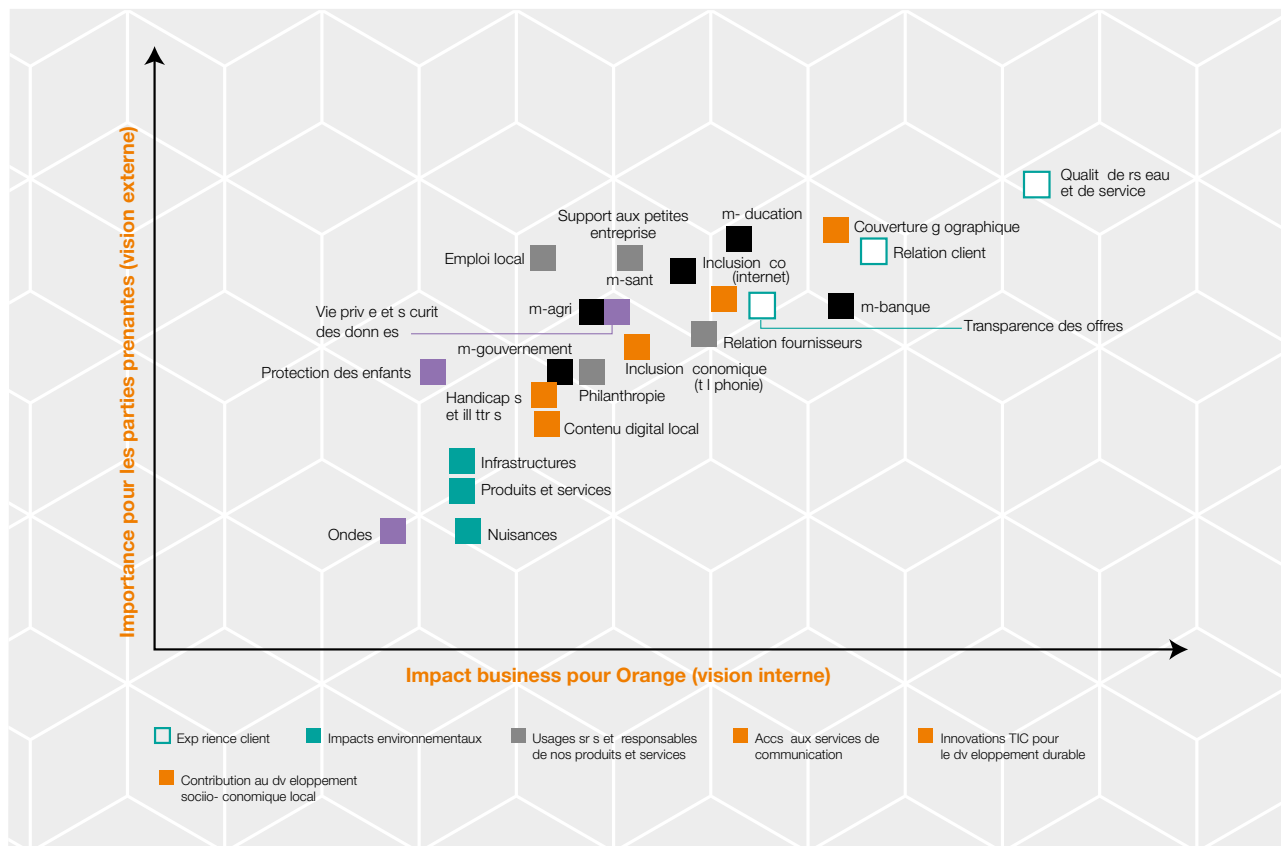 Importance pour les parties prenantes (vision externe)
Qualit de rs eau
et de service
Support aux petites
entreprise
m- ducation
Couverture g ographique
Emploi local
m-sant
Inclusion co
(internet)
Relation client
Vie priv e et s curit
des donn es
m-agri
m-banque
Transparence des offres
Relation fournisseurs
m-gouvernement
Protection des enfants
Inclusion conomique
(t l phonie)
Philanthropie
Handicap s
et ill ttr s
Contenu digital local
Infrastructures
Produits et services
Ondes
Nuisances
Impact business pour Orange (vision interne)
Exp rience client
Impacts environnementaux
Usages sr s et responsables
de nos produits et services
Accs aux services de
communication
Innovations TIC pour
le dv eloppement durable
Contribution au dv eloppement
sociio- conomique local